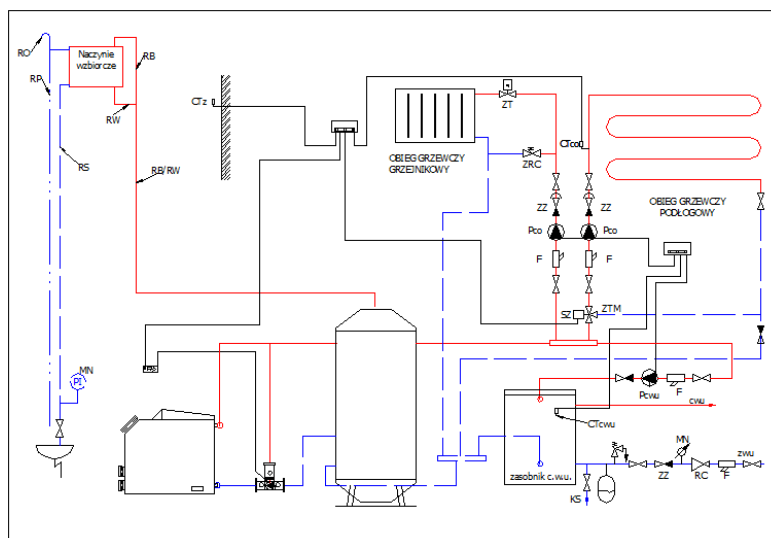 RO
Naczynie
wzbiorcze
RB
RP
RW
CTz
ZT
RS
RB/RW
OBIEG GRZEWCZY
GRZEJNIKOWY
ZRC
CTco
ZZ
ZZ
OBIEG GRZEWCZY
PODŁOGOWY
Pco
Pco
F
F
SZ
ZTM
MN
PI
Pcwu
F
cwu
CTcwu
zasobnik c.w.u.
KS
MN
ZZ
RC
F
zwu